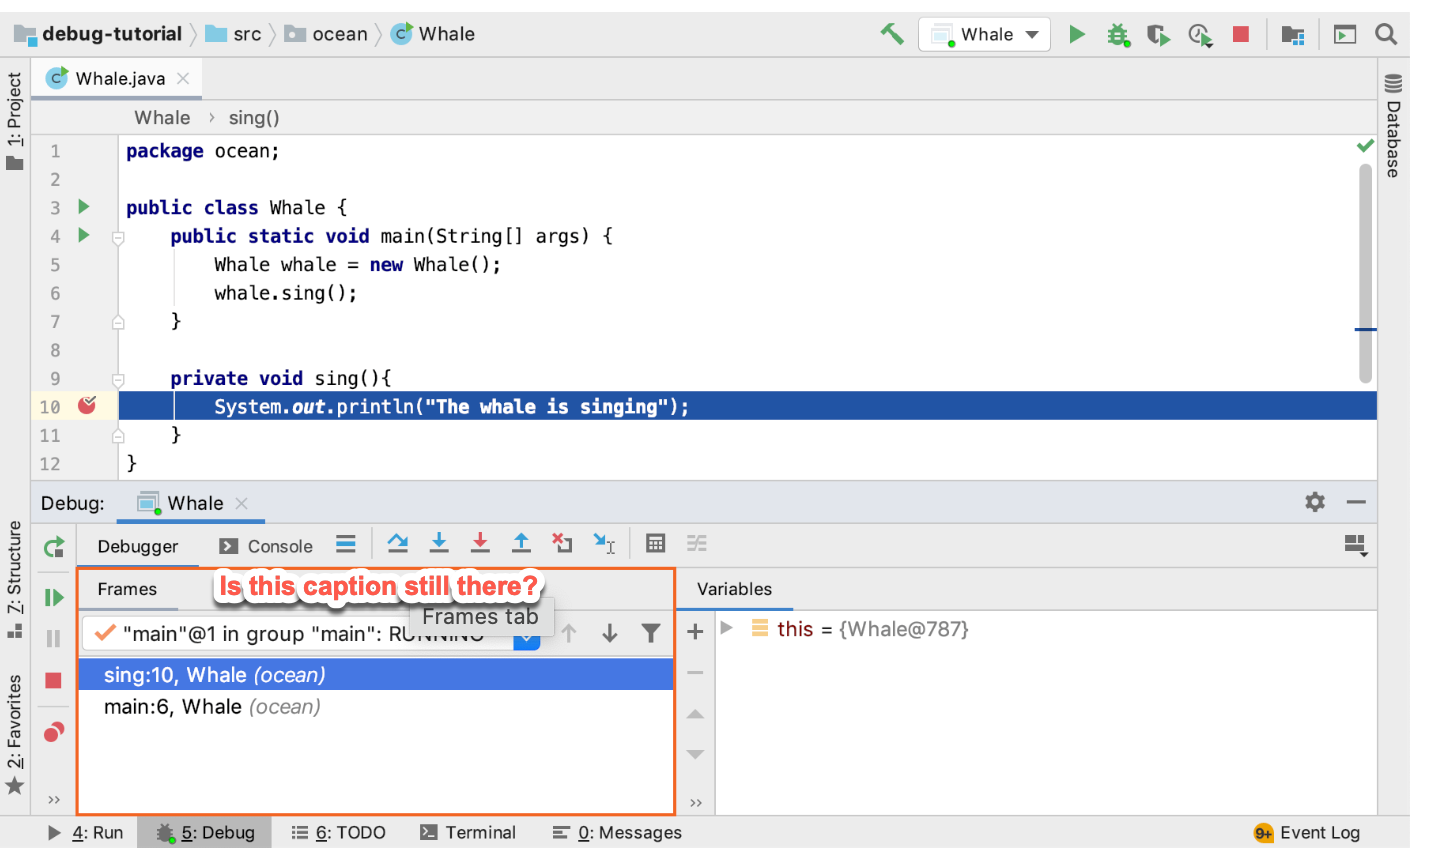 debug-tutorial src ocean Whale
Whale
Whale.java
Whale sing()
1: Project
Database
1 package ocean;
2
3 public class Whale {
4 public static void main(String[] args) {
5 Whale whale = new Whale();
6 whale.sing();
7 }
8
9 private void sing(){
10 System.out.println("The whale is singing");
11 }
12 }
Debug: Whale
7: Structure
2: Favorites
Debugger Console
Frames
Is this caption still there?
Frames tab
Variables
"main"@1 in group "main": RUNNING
this = {Whale@787}
sing:10, Whale (ocean)
main:6, Whale (ocean)
4: Run 5: Debug 6: TODO Terminal 0: Messages 9+ Event Log